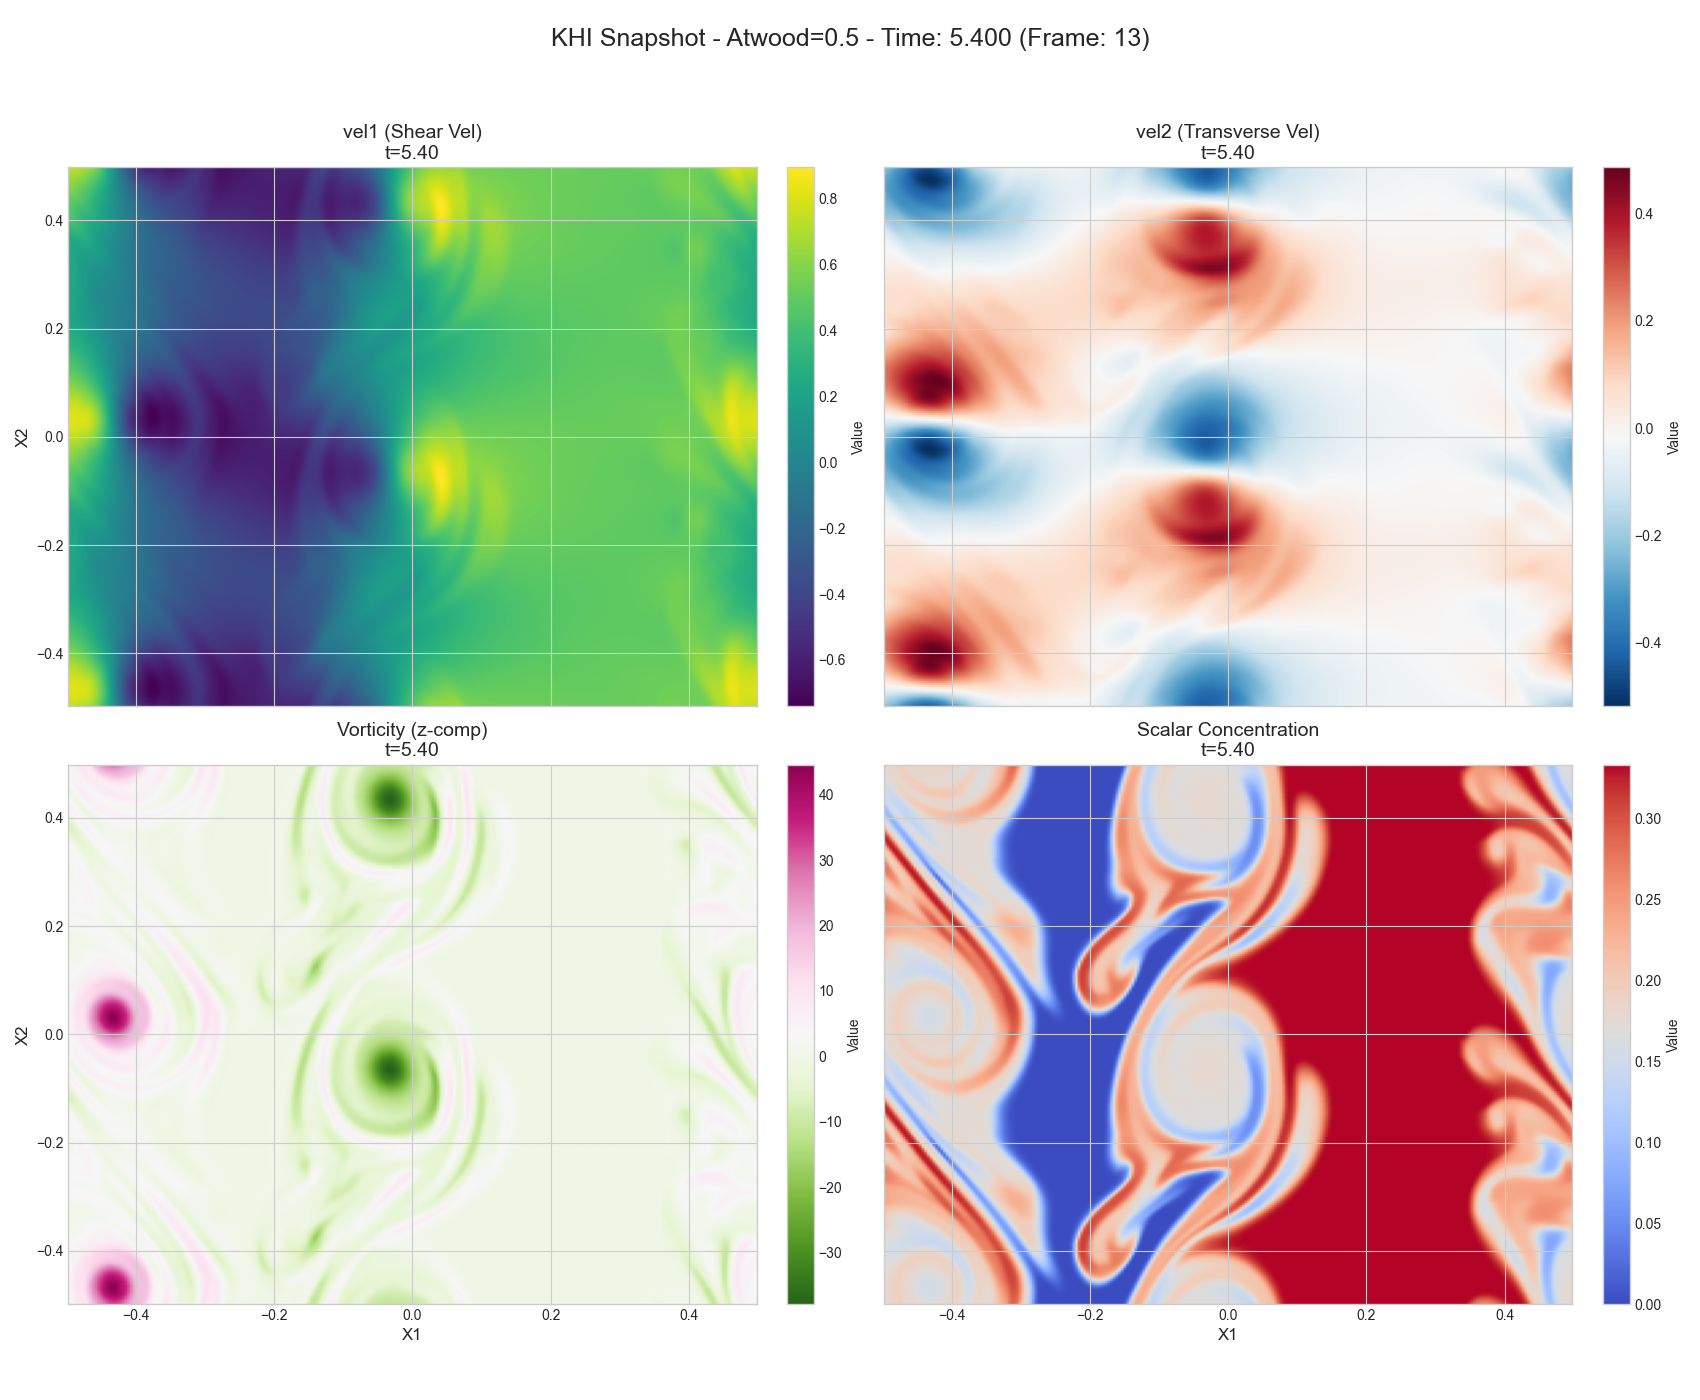 KHI Snapshot - Atwood=0.5 - Time: 5.400 (Frame: 13)
vel1 (Shear Vel)
t=5.40
X2
0.4
0.2
0.0
−0.2
−0.4
0.8
0.6
0.4
0.2
0.0
−0.2
−0.4
−0.6
Value
vel2 (Transverse Vel)
t=5.40
0.4
0.2
0.0
−0.2
−0.4
Value
Vorticity (z-comp)
t=5.40
X2
0.4
0.2
0.0
−0.2
−0.4
−0.4
−0.2
0.0
0.2
0.4
X1
40
30
20
10
0
−10
−20
−30
Value
Scalar Concentration
t=5.40
−0.4
−0.2
0.0
0.2
0.4
X1
0.30
0.25
0.20
0.15
0.10
0.05
0.00
Value